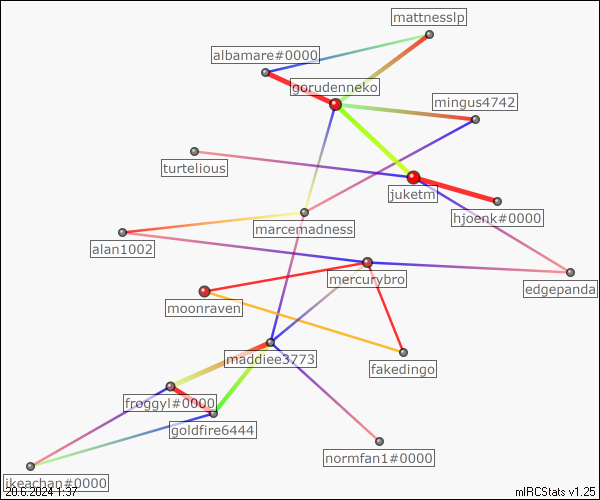 mattnesslp
albamare#0000
gorudenneko
mingus4742
turtelious
juketm
hjoenk#0000
marcemadness
alan1002
mercurybro
edgepanda
moonraven
maddiee3773
fakedingo
froggyl#0000
goldfire6444
normfan1#0000
ikeachan#0000
20.6.2024 1:37
mIRCStats v1.25